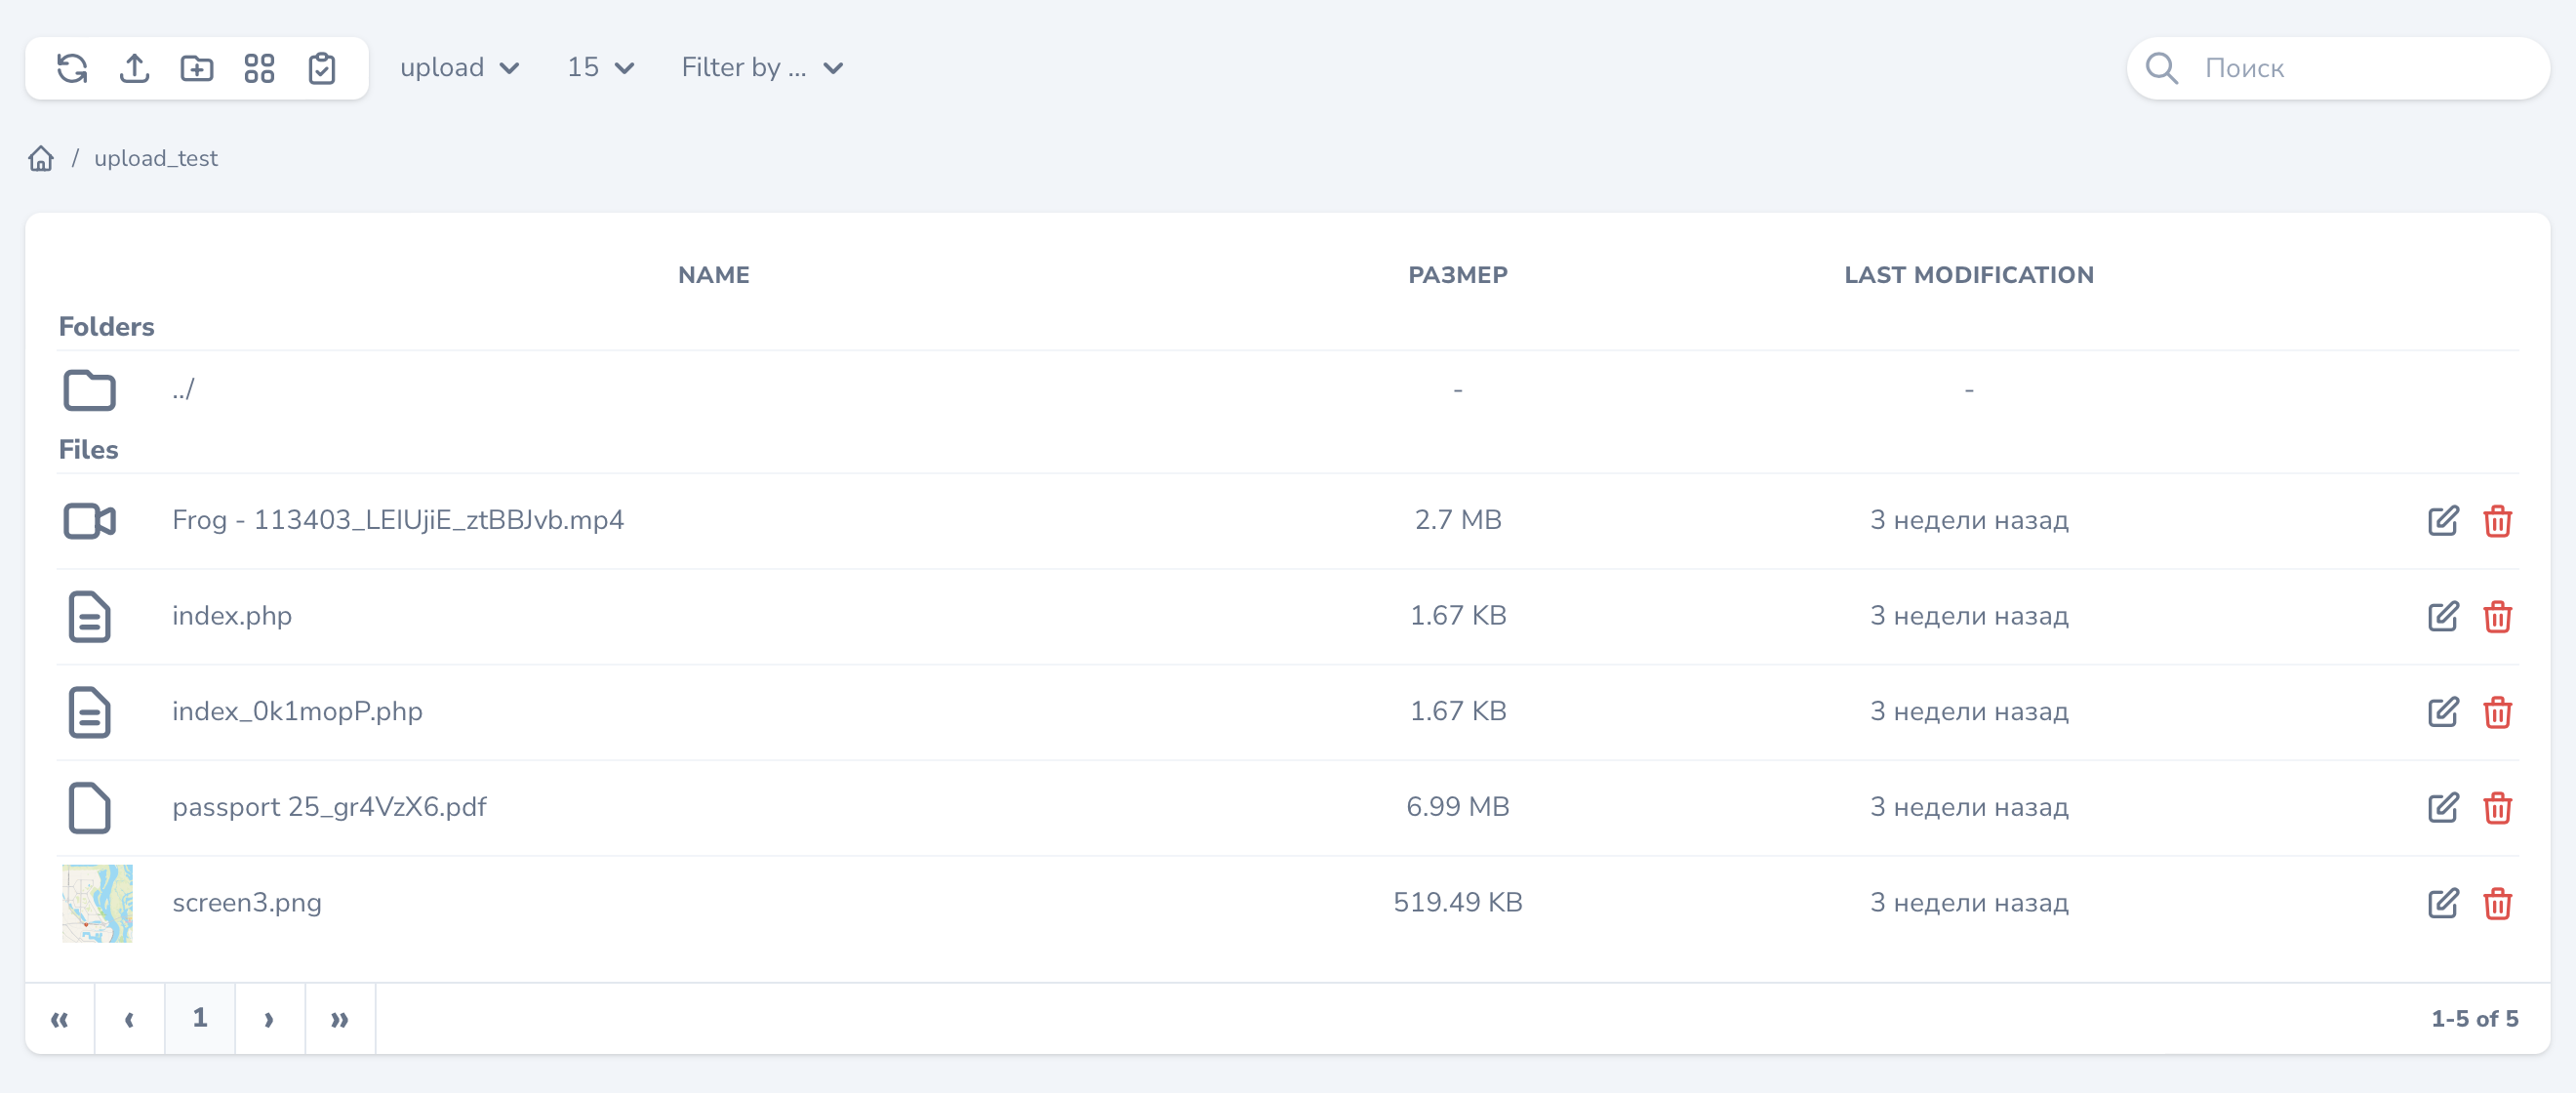 upload 15 Filter by ... Поиск
/ upload_test
NAME РАЗМЕР LAST MODIFICATION
Folders
../ - -
Files
Frog - 113403_LEIUjiE_ztBBJvb.mp4 2.7 MB 3 недели назад
index.php 1.67 KB 3 недели назад
index_0k1mopP.php 1.67 KB 3 недели назад
passport 25_gr4VzX6.pdf 6.99 MB 3 недели назад
screen3.png 519.49 KB 3 недели назад
« ‹ 1 › » 1-5 of 5